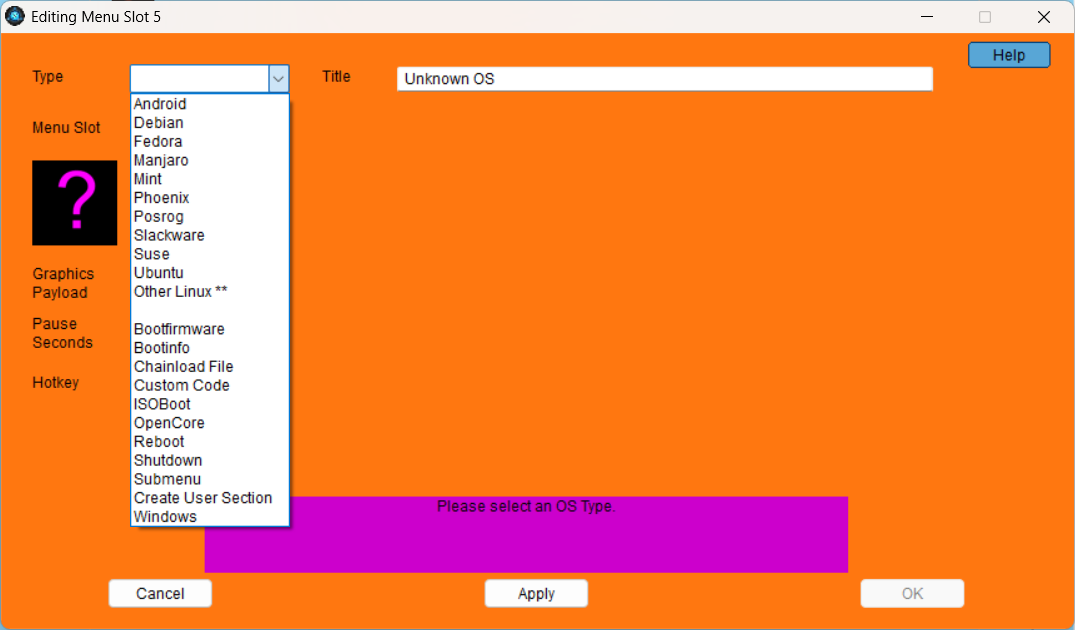 Editing Menu Slot 5
Help
Type
Title
Unknown OS
Android
Debian
Menu Slot
Fedora
Manjaro
Mint
Phoenix
?
Posrog
Slackware
Suse
Graphics
Payload
Ubuntu
Other Linux **
Pause
Seconds
Bootfirmware
Bootinfo
Chainload File
Hotkey
Custom Code
ISOBoot
OpenCore
Reboot
Shutdown
Submenu
Create User Section
Windows
Please select an OS Type.
Cancel
Apply
OK